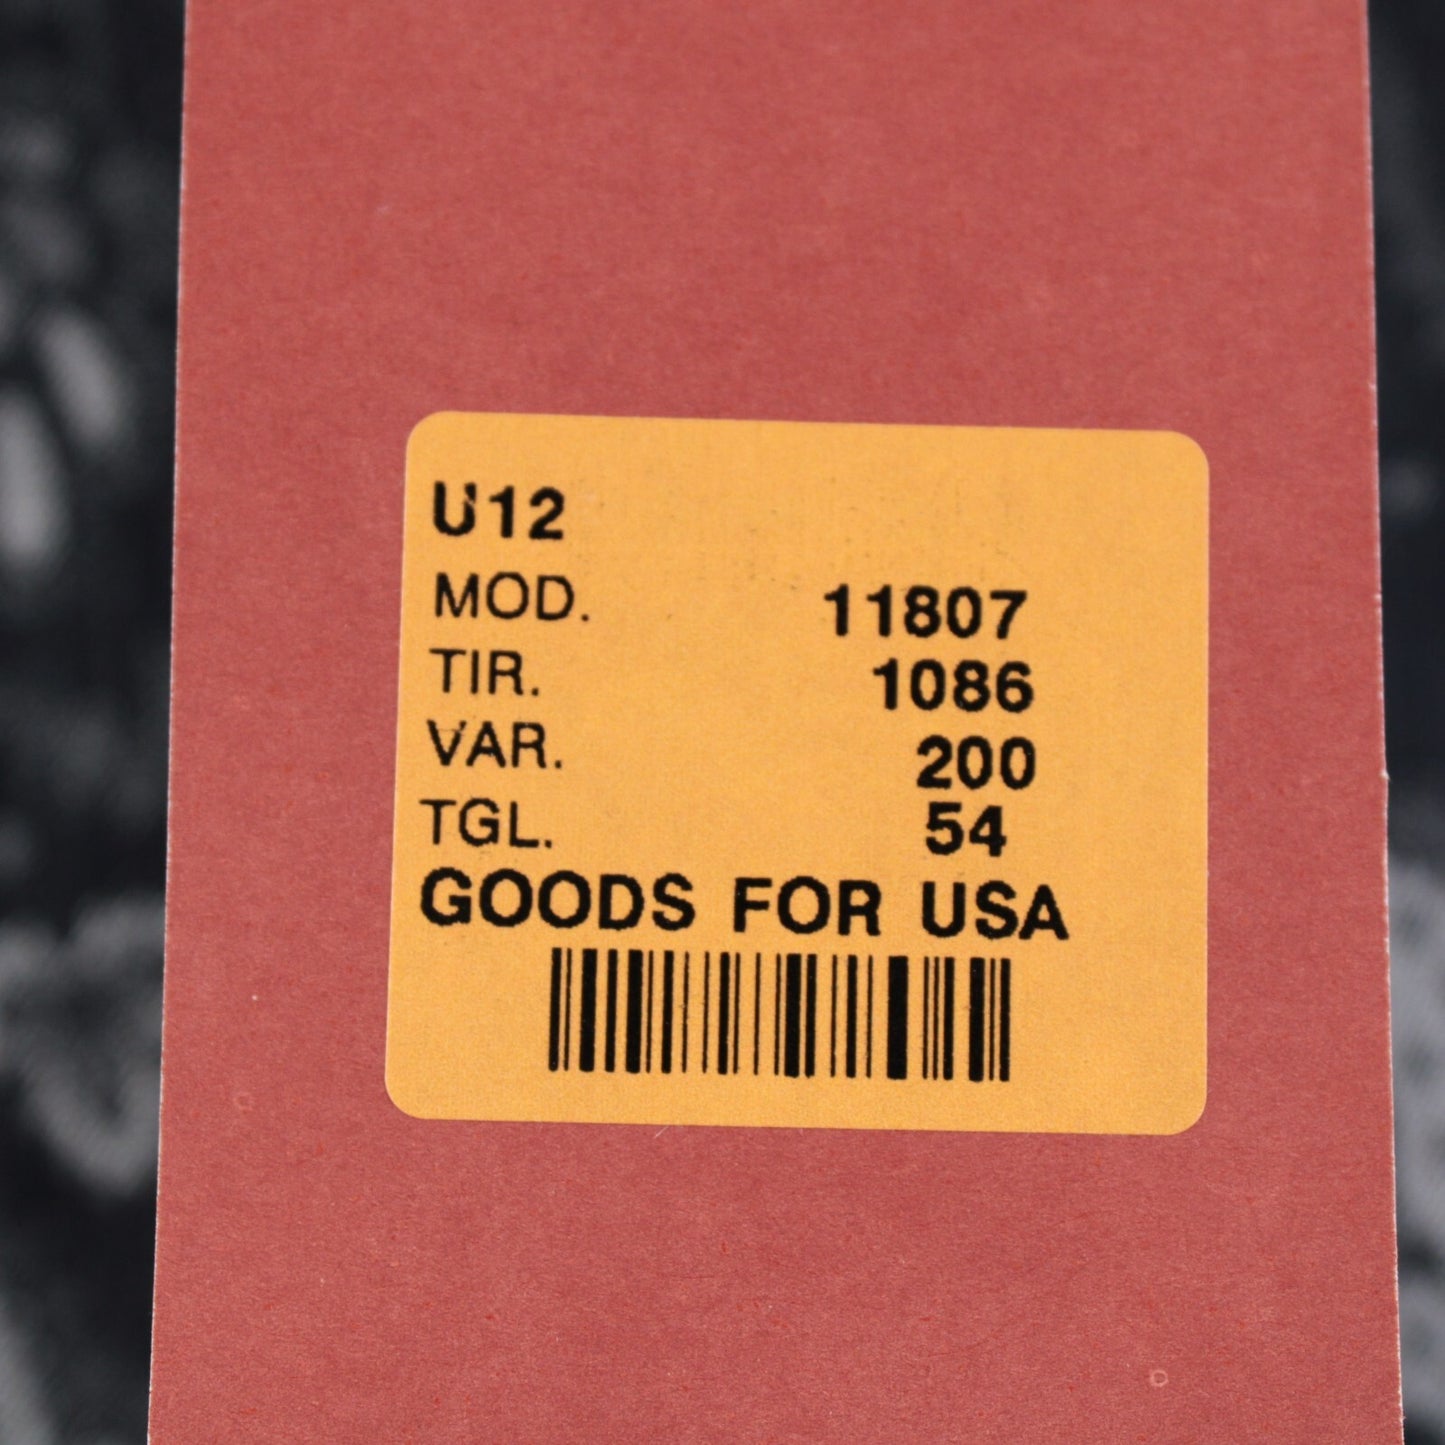 U12
MOD. 11807
TIR. 1086
VAR. 200
TGL. 54
GOODS FOR USA